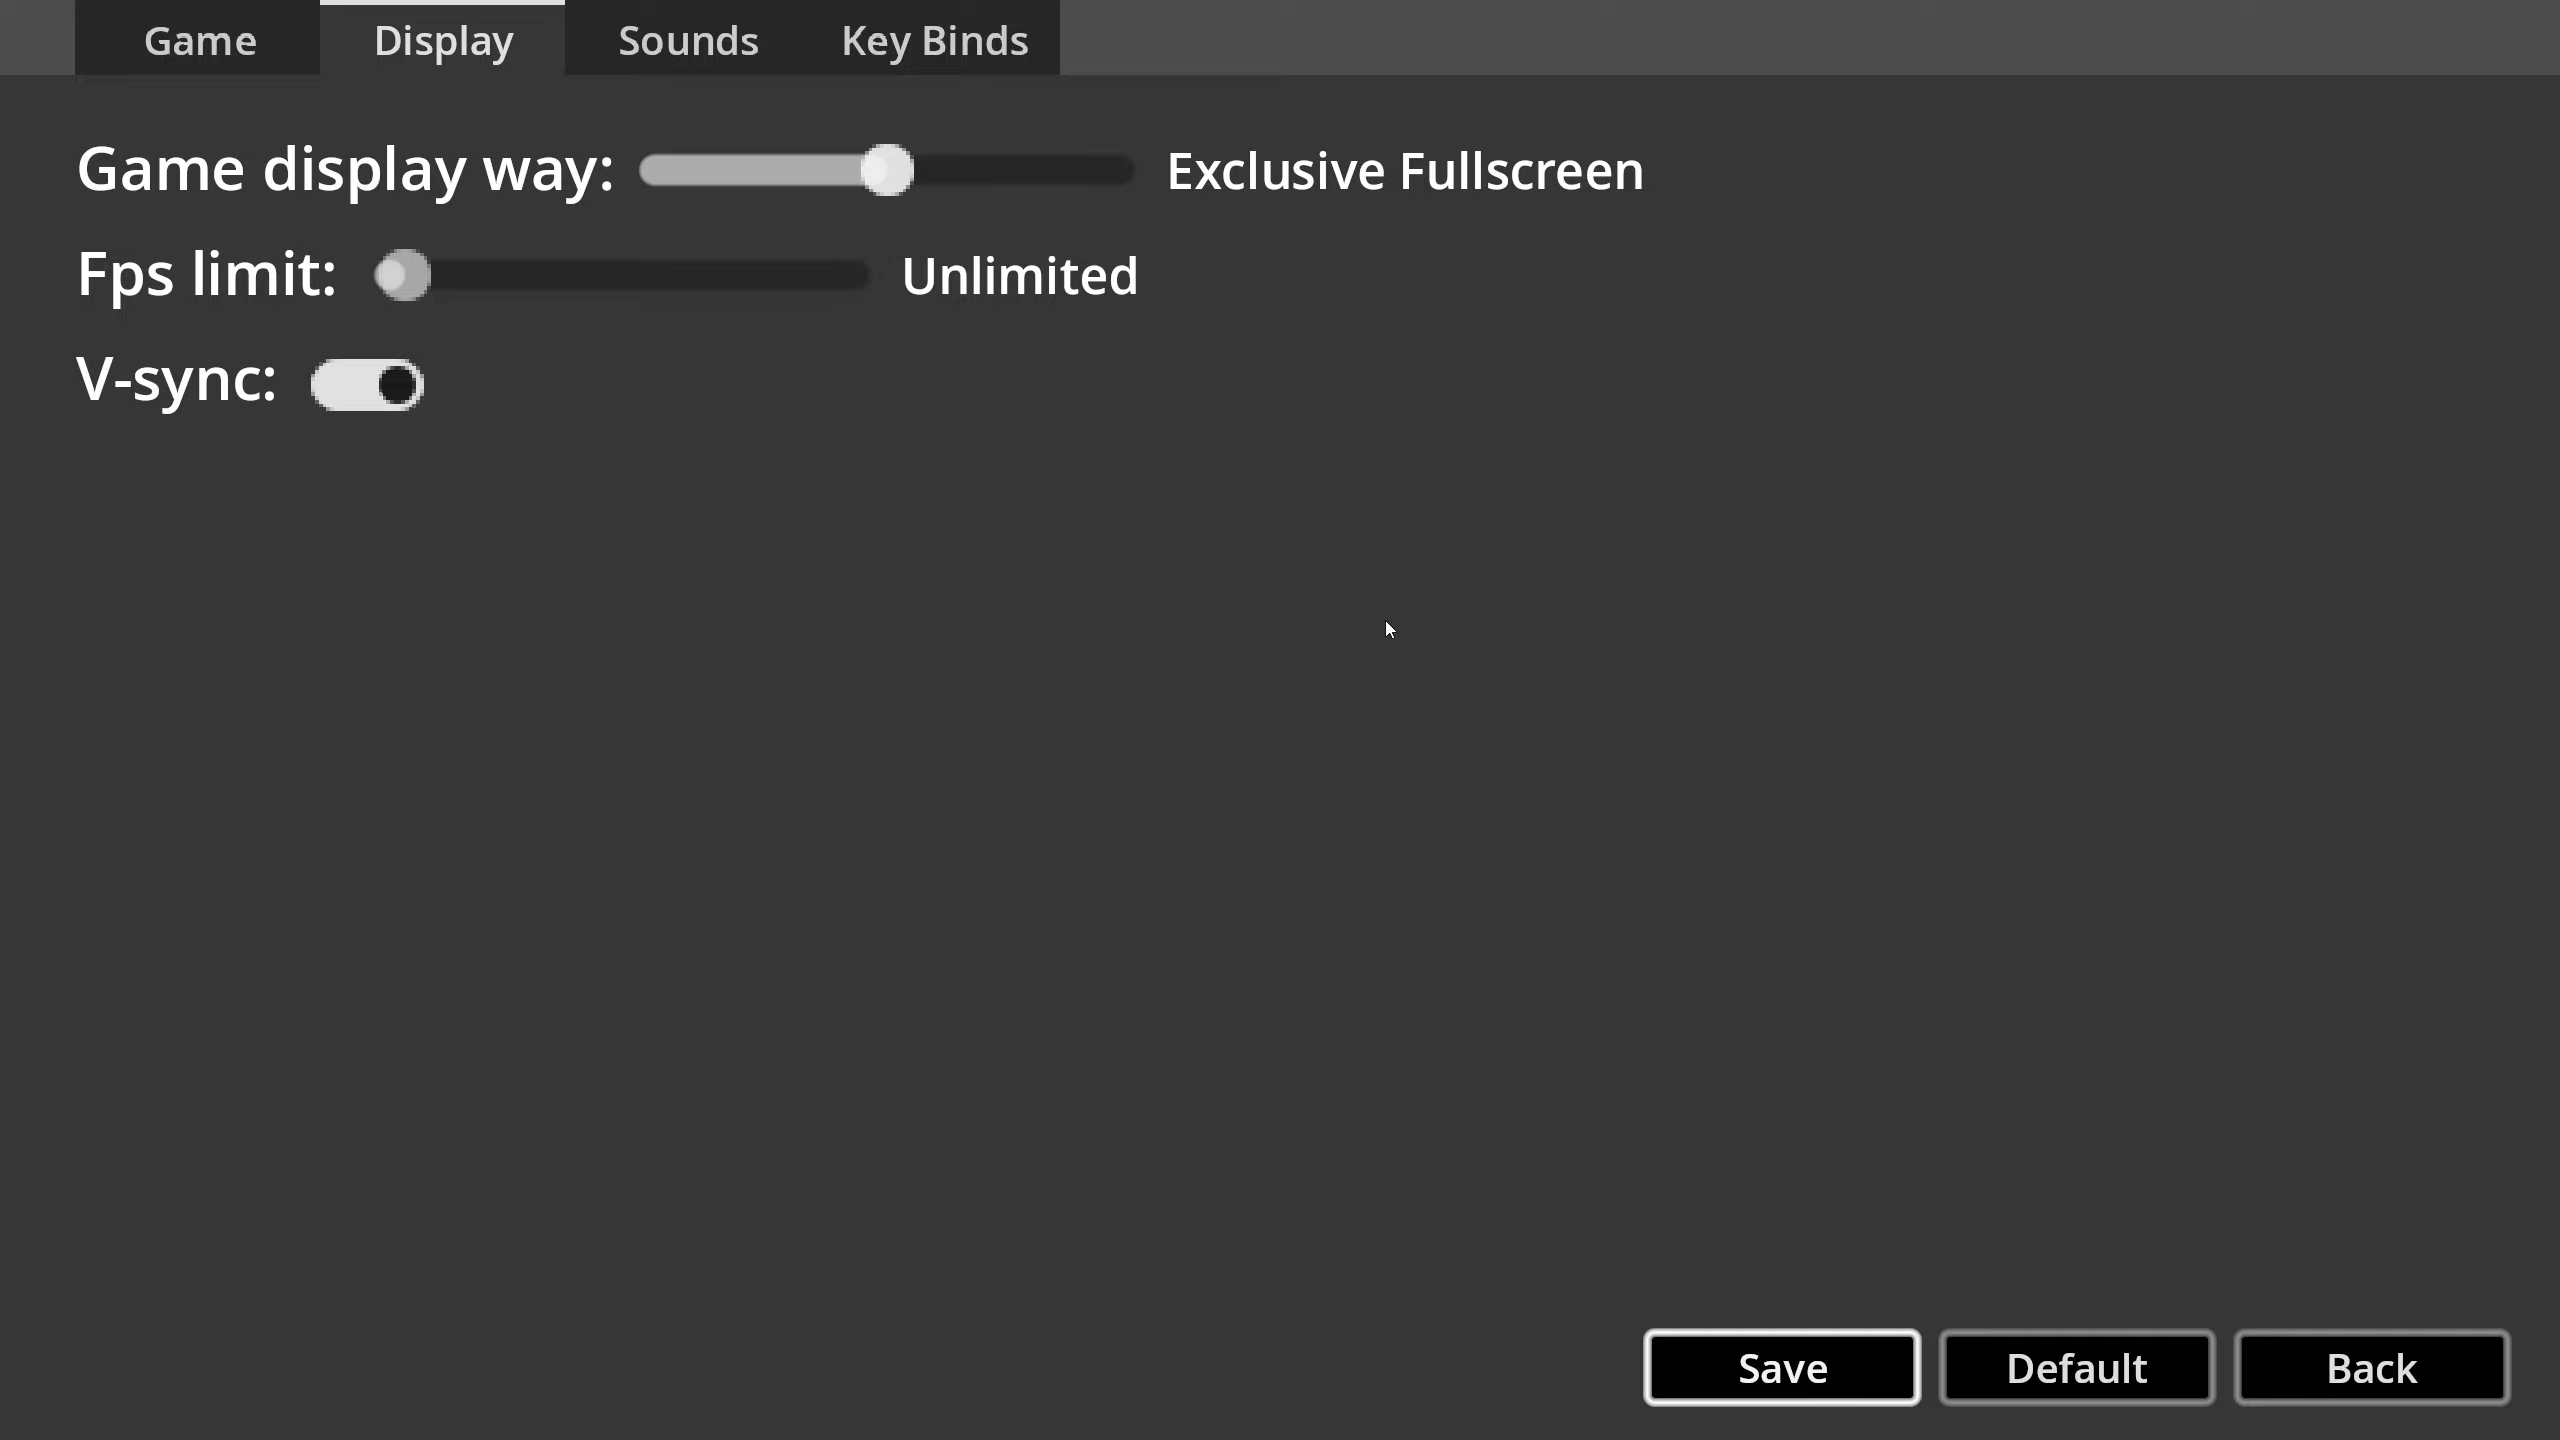 Game Display Sounds Key Binds
Game display way: Exclusive Fullscreen
Fps limit: Unlimited
V-sync:
Save Default Back